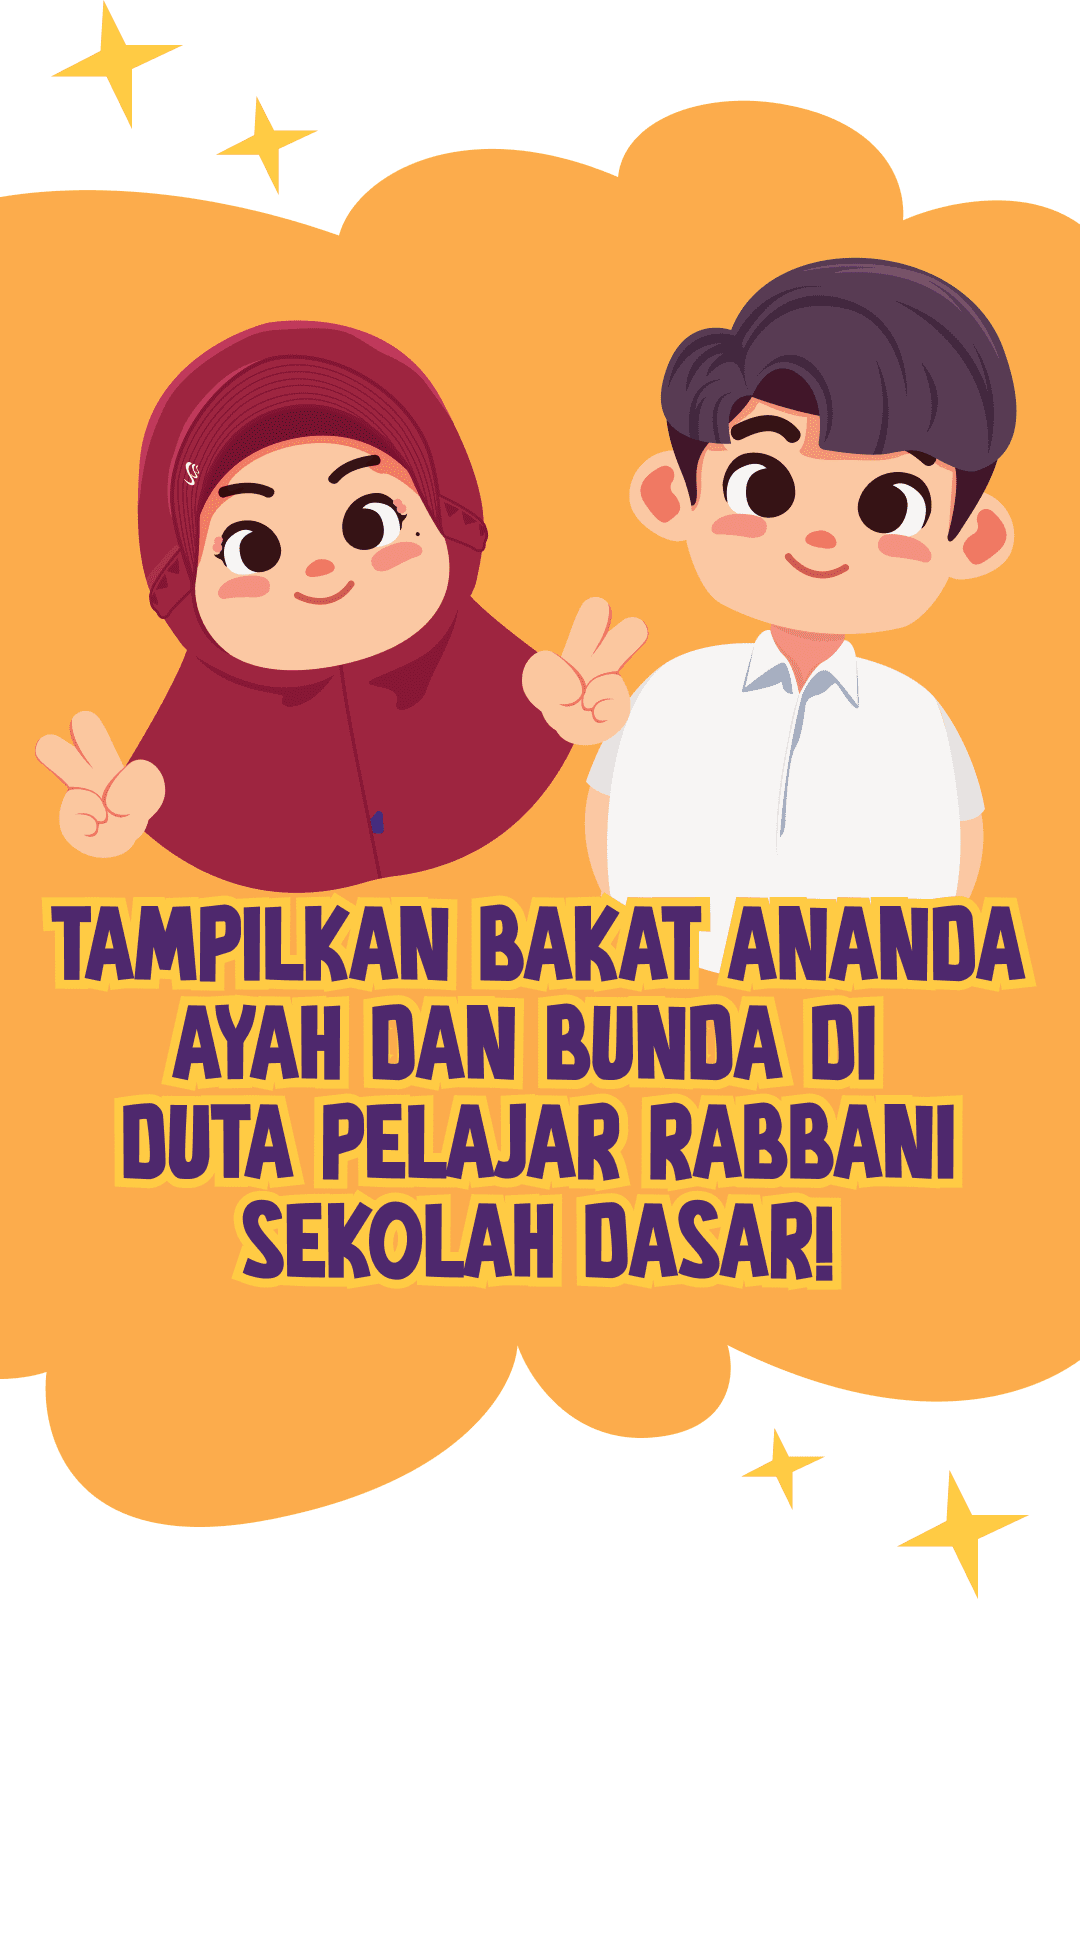 TAMPILKAN BAKAT ANANDA
AYAH DAN BUNDA DI
DUTA PELAJAR RABBANI
SEKOLAH DASAR!